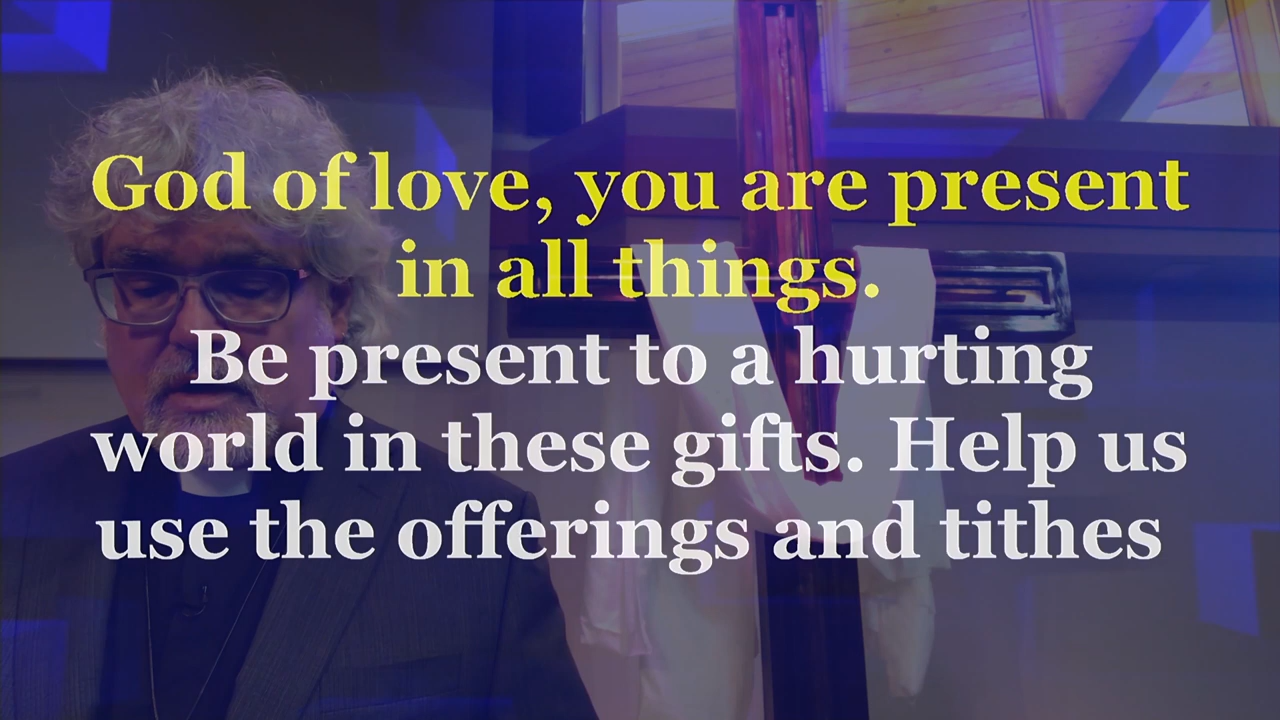 God of love, you are present
in all things.
Be present to a hurting
world in these gifts. Help us
use the offerings and tithes